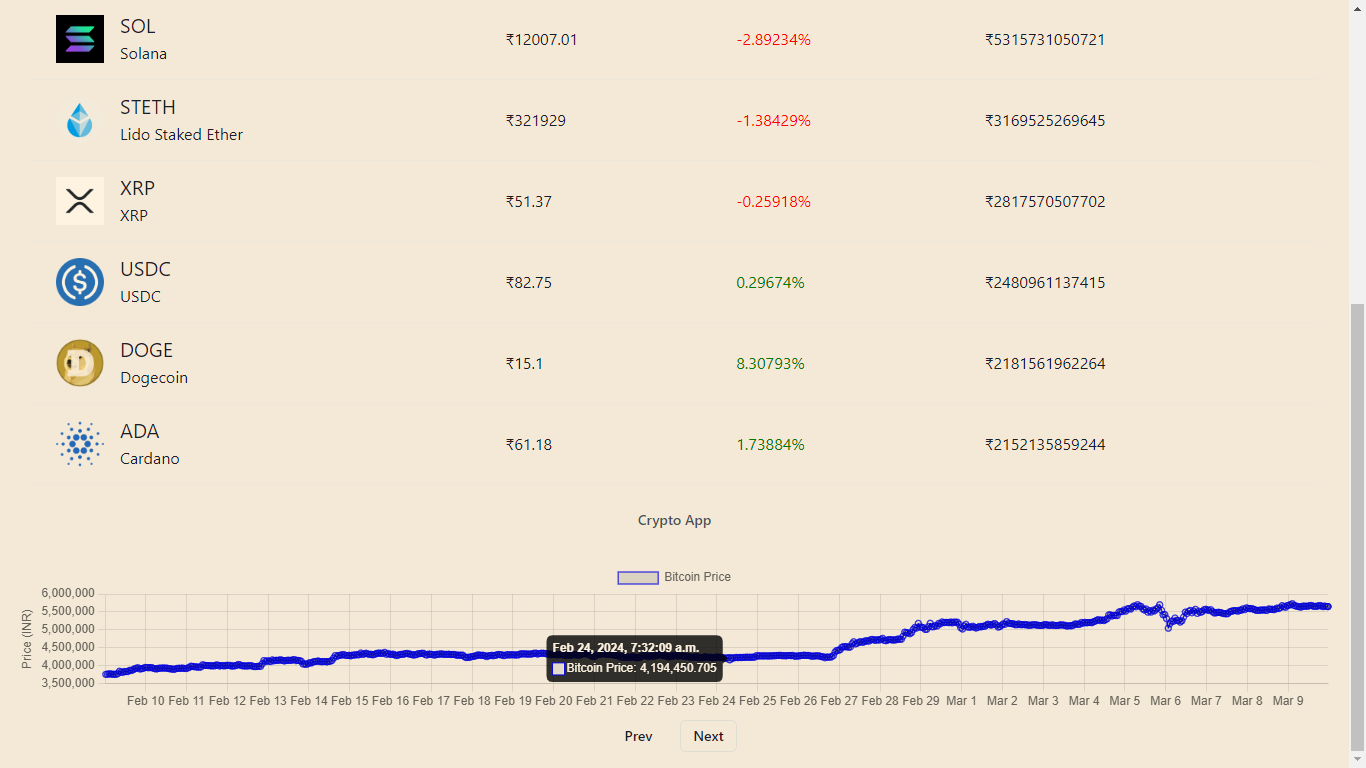 SOL
Solana
₹12007.01
-2.89234%
₹5315731050721
STETH
Lido Staked Ether
₹321929
-1.38429%
₹3169525269645
XRP
XRP
₹51.37
-0.25918%
₹2817570507702
USDC
USDC
₹82.75
0.29674%
₹2480961137415
DOGE
Dogecoin
₹15.1
8.30793%
₹2181561962264
ADA
Cardano
₹61.18
1.73884%
₹2152135859244
Crypto App
Bitcoin Price
Price (INR)
6,000,000
5,500,000
5,000,000
4,500,000
4,000,000
3,500,000
Feb 24, 2024, 7:32:09 a.m.
Bitcoin Price: 4,194,450.705
Feb 10 Feb 11 Feb 12 Feb 13 Feb 14 Feb 15 Feb 16 Feb 17 Feb 18 Feb 19 Feb 20 Feb 21 Feb 22 Feb 23 Feb 24 Feb 25 Feb 26 Feb 27 Feb 28 Feb 29 Mar 1 Mar 2 Mar 3 Mar 4 Mar 5 Mar 6 Mar 7 Mar 8 Mar 9
Prev Next